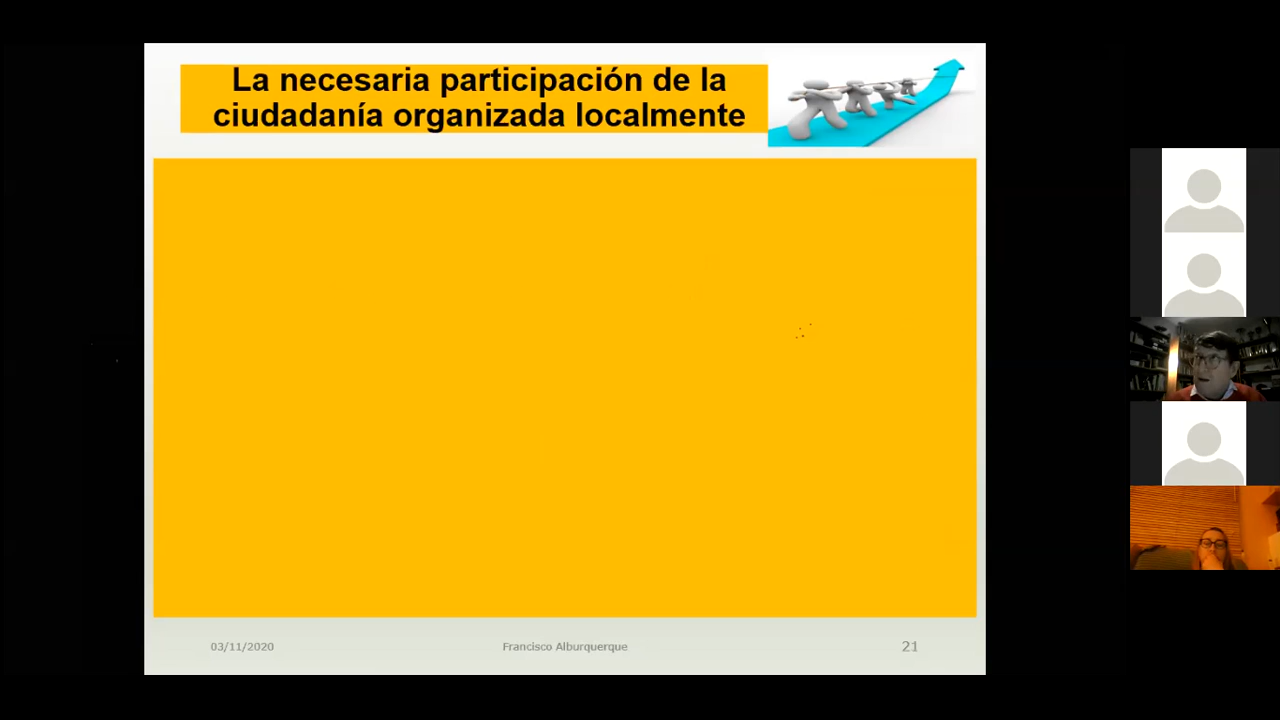 La necesaria participación de la
ciudadanía organizada localmente
03/11/2020
Francisco Alburquerque
21